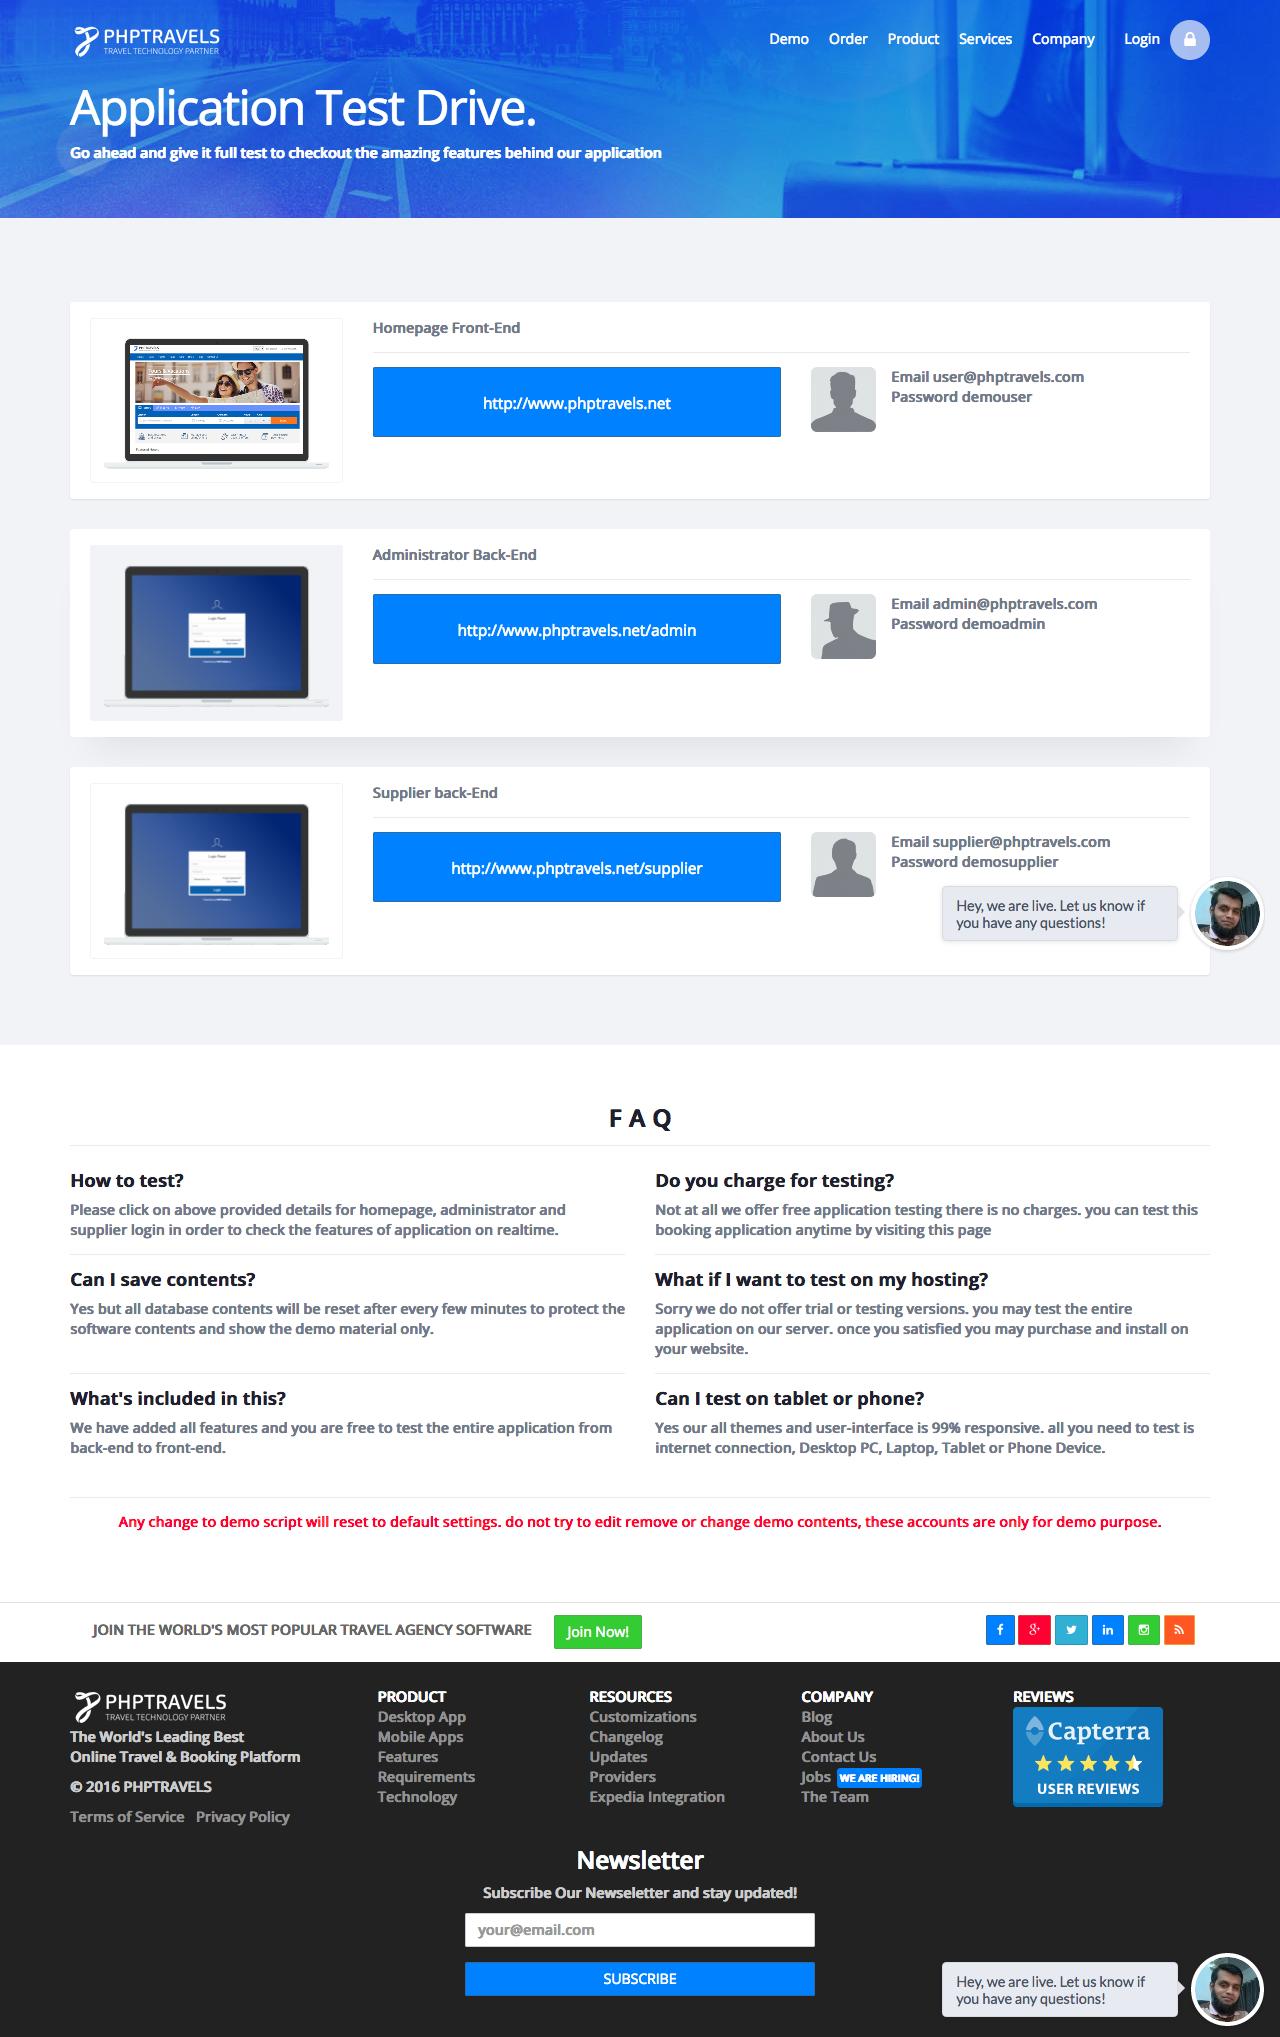 PHPTRAVELS
TRAVEL TECHNOLOGY PARTNER
Demo Order Product Services Company Login
Application Test Drive.
Go ahead and give it full test to checkout the amazing features behind our application
Homepage Front-End
http://www.phptravels.net
Email user@phptravels.com
Password demouser
Administrator Back-End
http://www.phptravels.net/admin
Email admin@phptravels.com
Password demoadmin
Supplier back-End
http://www.phptravels.net/supplier
Email supplier@phptravels.com
Password demosupplier
Hey, we are live. Let us know if
you have any questions!
F A Q
How to test?
Please click on above provided details for homepage, administrator and
supplier login in order to check the features of application on realtime.
Do you charge for testing?
Not at all we offer free application testing there is no charges. you can test this
booking application anytime by visiting this page
Can I save contents?
Yes but all database contents will be reset after every few minutes to protect the
software contents and show the demo material only.
What if I want to test on my hosting?
Sorry we do not offer trial or testing versions. you may test the entire
application on our server. once you satisfied you may purchase and install on
your website.
What's included in this?
We have added all features and you are free to test the entire application from
back-end to front-end.
Can I test on tablet or phone?
Yes our all themes and user-interface is 99% responsive. all you need to test is
internet connection, Desktop PC, Laptop, Tablet or Phone Device.
Any change to demo script will reset to default settings. do not try to edit remove or change demo contents, these accounts are only for demo purpose.
JOIN THE WORLD'S MOST POPULAR TRAVEL AGENCY SOFTWARE
Join Now!
PHPTRAVELS
TRAVEL TECHNOLOGY PARTNER
The World's Leading Best
Online Travel & Booking Platform
© 2016 PHPTRAVELS
Terms of Service Privacy Policy
PRODUCT
Desktop App
Mobile Apps
Features
Requirements
Technology
RESOURCES
Customizations
Changelog
Updates
Providers
Expedia Integration
COMPANY
Blog
About Us
Contact Us
Jobs WE ARE HIRING!
The Team
REVIEWS
Capterra
USER REVIEWS
Newsletter
Subscribe Our Newseletter and stay updated!
your@email.com
SUBSCRIBE
Hey, we are live. Let us know if
you have any questions!